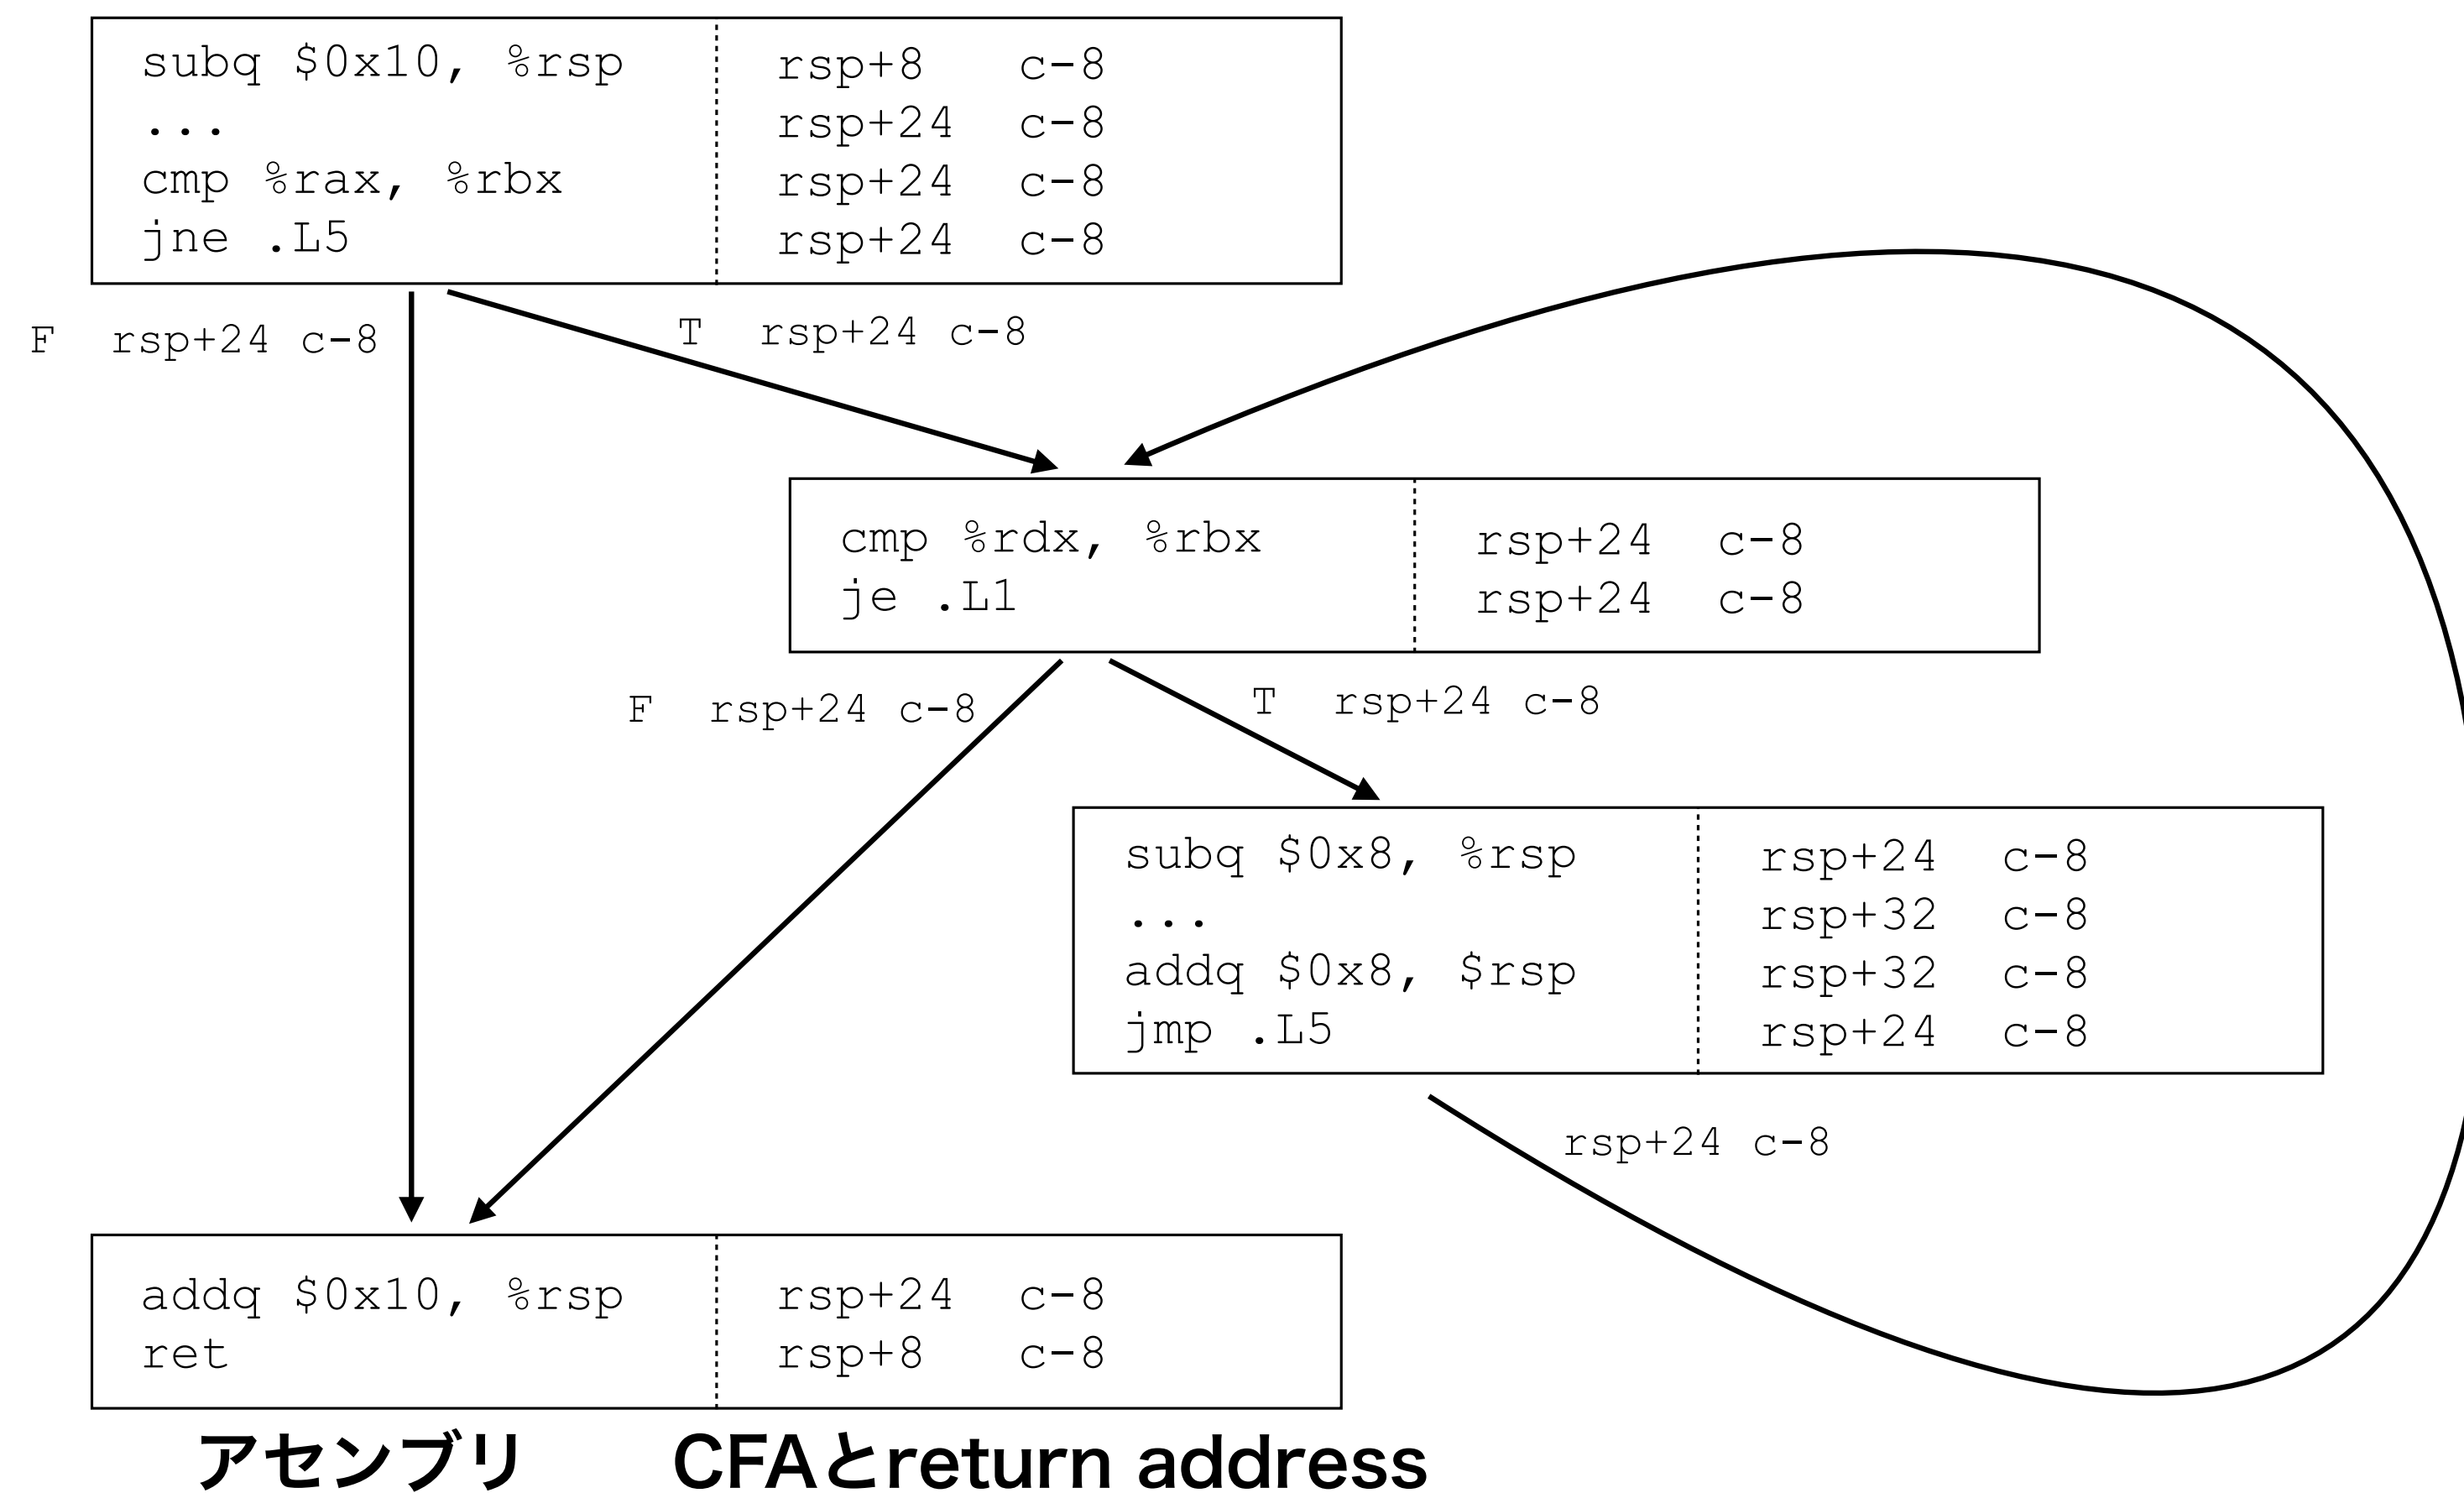 subq $0x10, %rsp rsp+8 c-8
... rsp+24 c-8
cmp %rax, %rbx rsp+24 c-8
jne .L5 rsp+24 c-8
F rsp+24 c-8
T rsp+24 c-8
cmp %rdx, %rbx rsp+24 c-8
je .L1 rsp+24 c-8
F rsp+24 c-8
T rsp+24 c-8
subq $0x8, %rsp rsp+24 c-8
... rsp+32 c-8
addq $0x8, $rsp rsp+32 c-8
jmp .L5 rsp+24 c-8
rsp+24 c-8
addq $0x10, %rsp rsp+24 c-8
ret rsp+8 c-8
アセンブリ CFAとreturn address